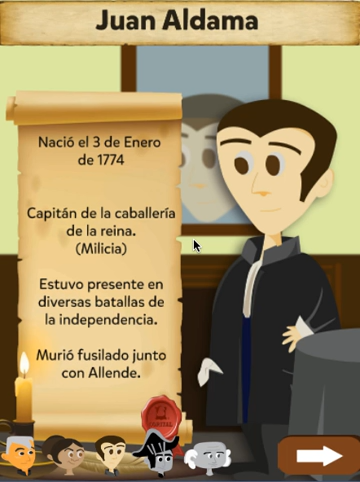 Juan Aldama
Nació el 3 de Enero
de 1774
Capitán de la caballería
de la reina.
(Milicia)
Estuvo presente en
diversas batallas de
la independencia.
Murió fusilado junto
con Allende.